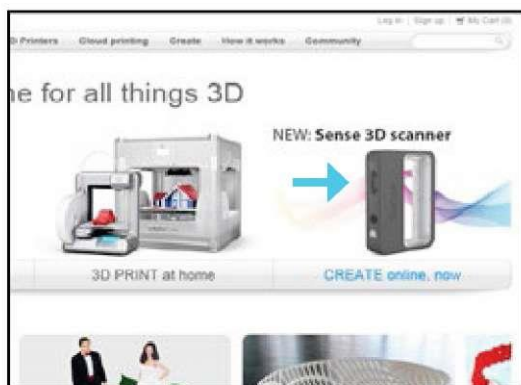 Log in | Sign up | My Cart (0)
D Printers Cloud printing Create How it works Community
ne for all things 3D
NEW: Sense 3D scanner
3D PRINT at home
CREATE online, now